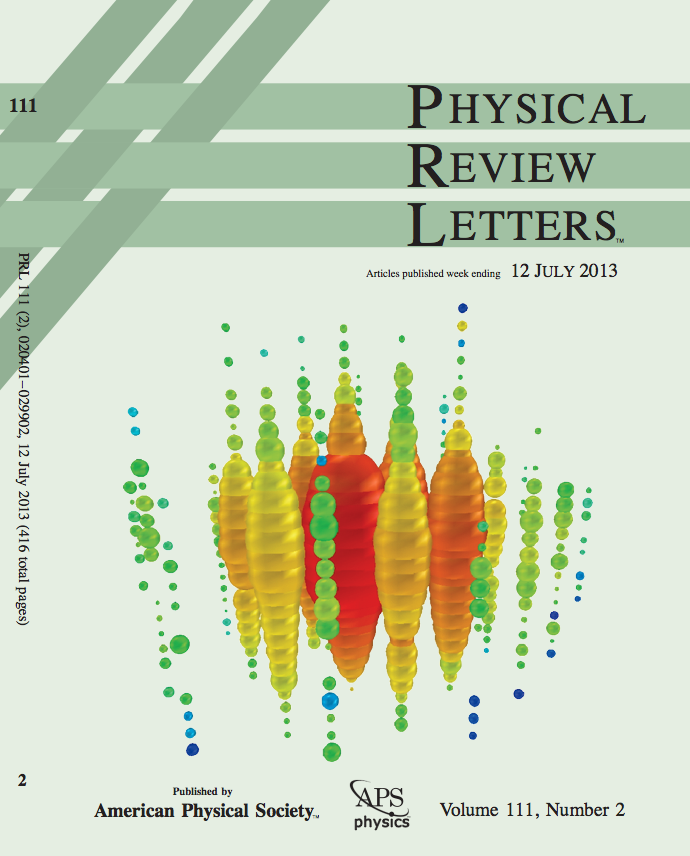 111
PHYSICAL
REVIEW
LETTERS™
Articles published week ending 12 JULY 2013
PRL 111 (2), 020401–029902, 12 July 2013 (416 total pages)
2
Published by
American Physical Society™
APS
physics
Volume 111, Number 2